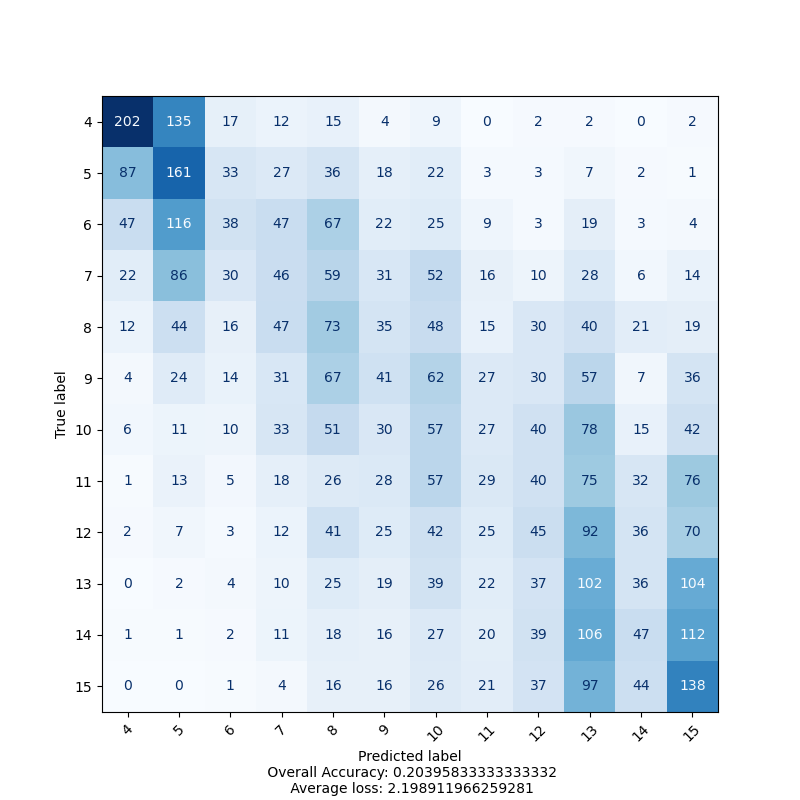 4 202 135 17 12 15 4 9 0 2 2 0 2
5 87 161 33 27 36 18 22 3 3 7 2 1
6 47 116 38 47 67 22 25 9 3 19 3 4
7 22 86 30 46 59 31 52 16 10 28 6 14
8 12 44 16 47 73 35 48 15 30 40 21 19
9 4 24 14 31 67 41 62 27 30 57 7 36
True label
10 6 11 10 33 51 30 57 27 40 78 15 42
11 1 13 5 18 26 28 57 29 40 75 32 76
12 2 7 3 12 41 25 42 25 45 92 36 70
13 0 2 4 10 25 19 39 22 37 102 36 104
14 1 1 2 11 18 16 27 20 39 106 47 112
15 0 0 1 4 16 16 26 21 37 97 44 138
4 5 6 7 8 9 10 11 12 13 14 15
Predicted label
Overall Accuracy: 0.20395833333333332
Average loss: 2.198911966259281